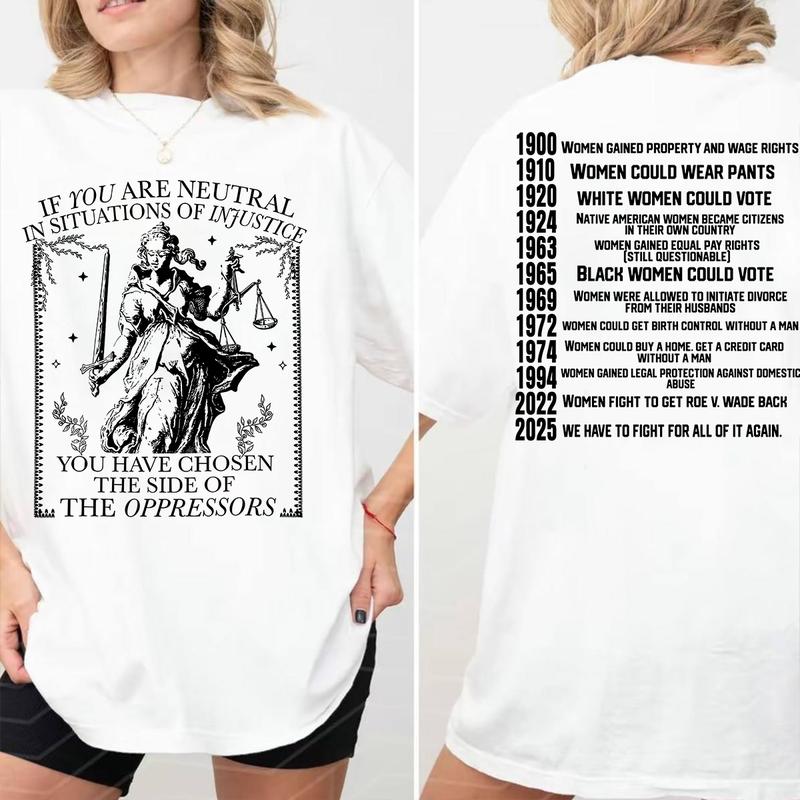 IF YOU ARE NEUTRAL
IN SITUATIONS OF INJUSTICE
YOU HAVE CHOSEN
THE SIDE OF
THE OPPRESSORS
1900 WOMEN GAINED PROPERTY AND WAGE RIGHTS
1910 WOMEN COULD WEAR PANTS
1920 WHITE WOMEN COULD VOTE
1924 NATIVE AMERICAN WOMEN BECAME CITIZENS
IN THEIR OWN COUNTRY
1963 WOMEN GAINED EQUAL PAY RIGHTS
[STILL QUESTIONABLE]
1965 BLACK WOMEN COULD VOTE
1969 WOMEN WERE ALLOWED TO INITIATE DIVORCE
FROM THEIR HUSBANDS
1972 WOMEN COULD GET BIRTH CONTROL WITHOUT A MAN
1974 WOMEN COULD BUY A HOME. GET A CREDIT CARD
WITHOUT A MAN
1994 WOMEN GAINED LEGAL PROTECTION AGAINST DOMESTIC
ABUSE
2022 WOMEN FIGHT TO GET ROE V. WADE BACK
2025 WE HAVE TO FIGHT FOR ALL OF IT AGAIN.